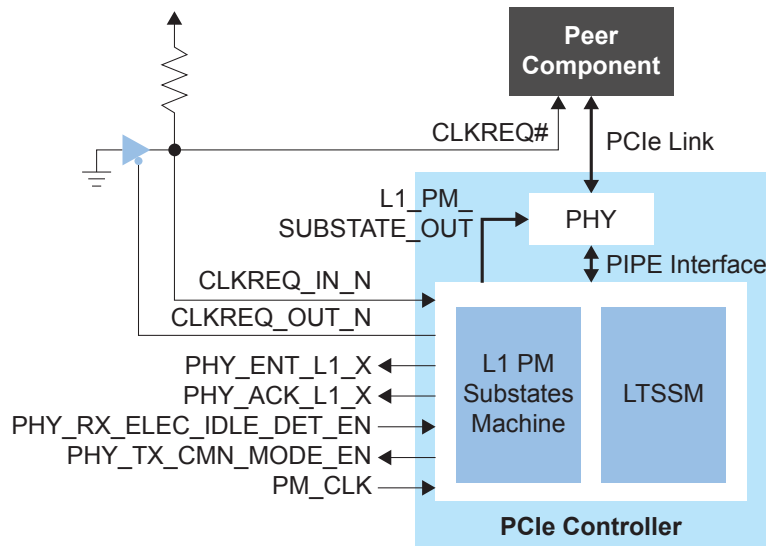 Peer
Component
CLKREQ#
PCIe Link
L1_PM_
SUBSTATE_OUT
PHY
PIPE Interface
CLKREQ_IN_N
CLKREQ_OUT_N
PHY_ENT_L1_X
PHY_ACK_L1_X
PHY_RX_ELEC_IDLE_DET_EN
PHY_TX_CMN_MODE_EN
PM_CLK
L1 PM
Substates
Machine
LTSSM
PCIe Controller